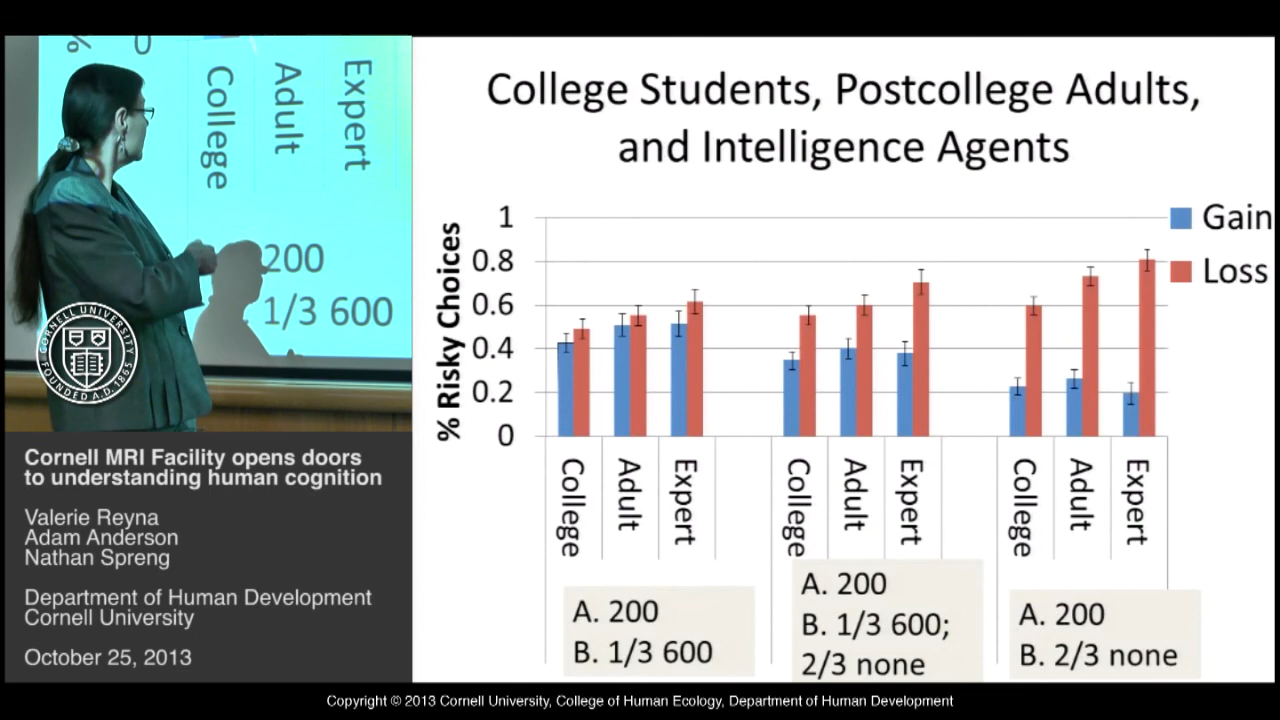 %
College
Adult
Expert
200
1/3 600
CORNELL UNIVERSITY
FOUNDED A.D. 1865
Cornell MRI Facility opens doors
to understanding human cognition
Valerie Reyna
Adam Anderson
Nathan Spreng
Department of Human Development
Cornell University
October 25, 2013
College Students, Postcollege Adults,
and Intelligence Agents
% Risky Choices
1
0.8
0.6
0.4
0.2
0
Gain
Loss
College
Adult
Expert
College
Adult
Expert
College
Adult
Expert
A. 200
B. 1/3 600
A. 200
B. 1/3 600;
2/3 none
A. 200
B. 2/3 none
Copyright © 2013 Cornell University, College of Human Ecology, Department of Human Development